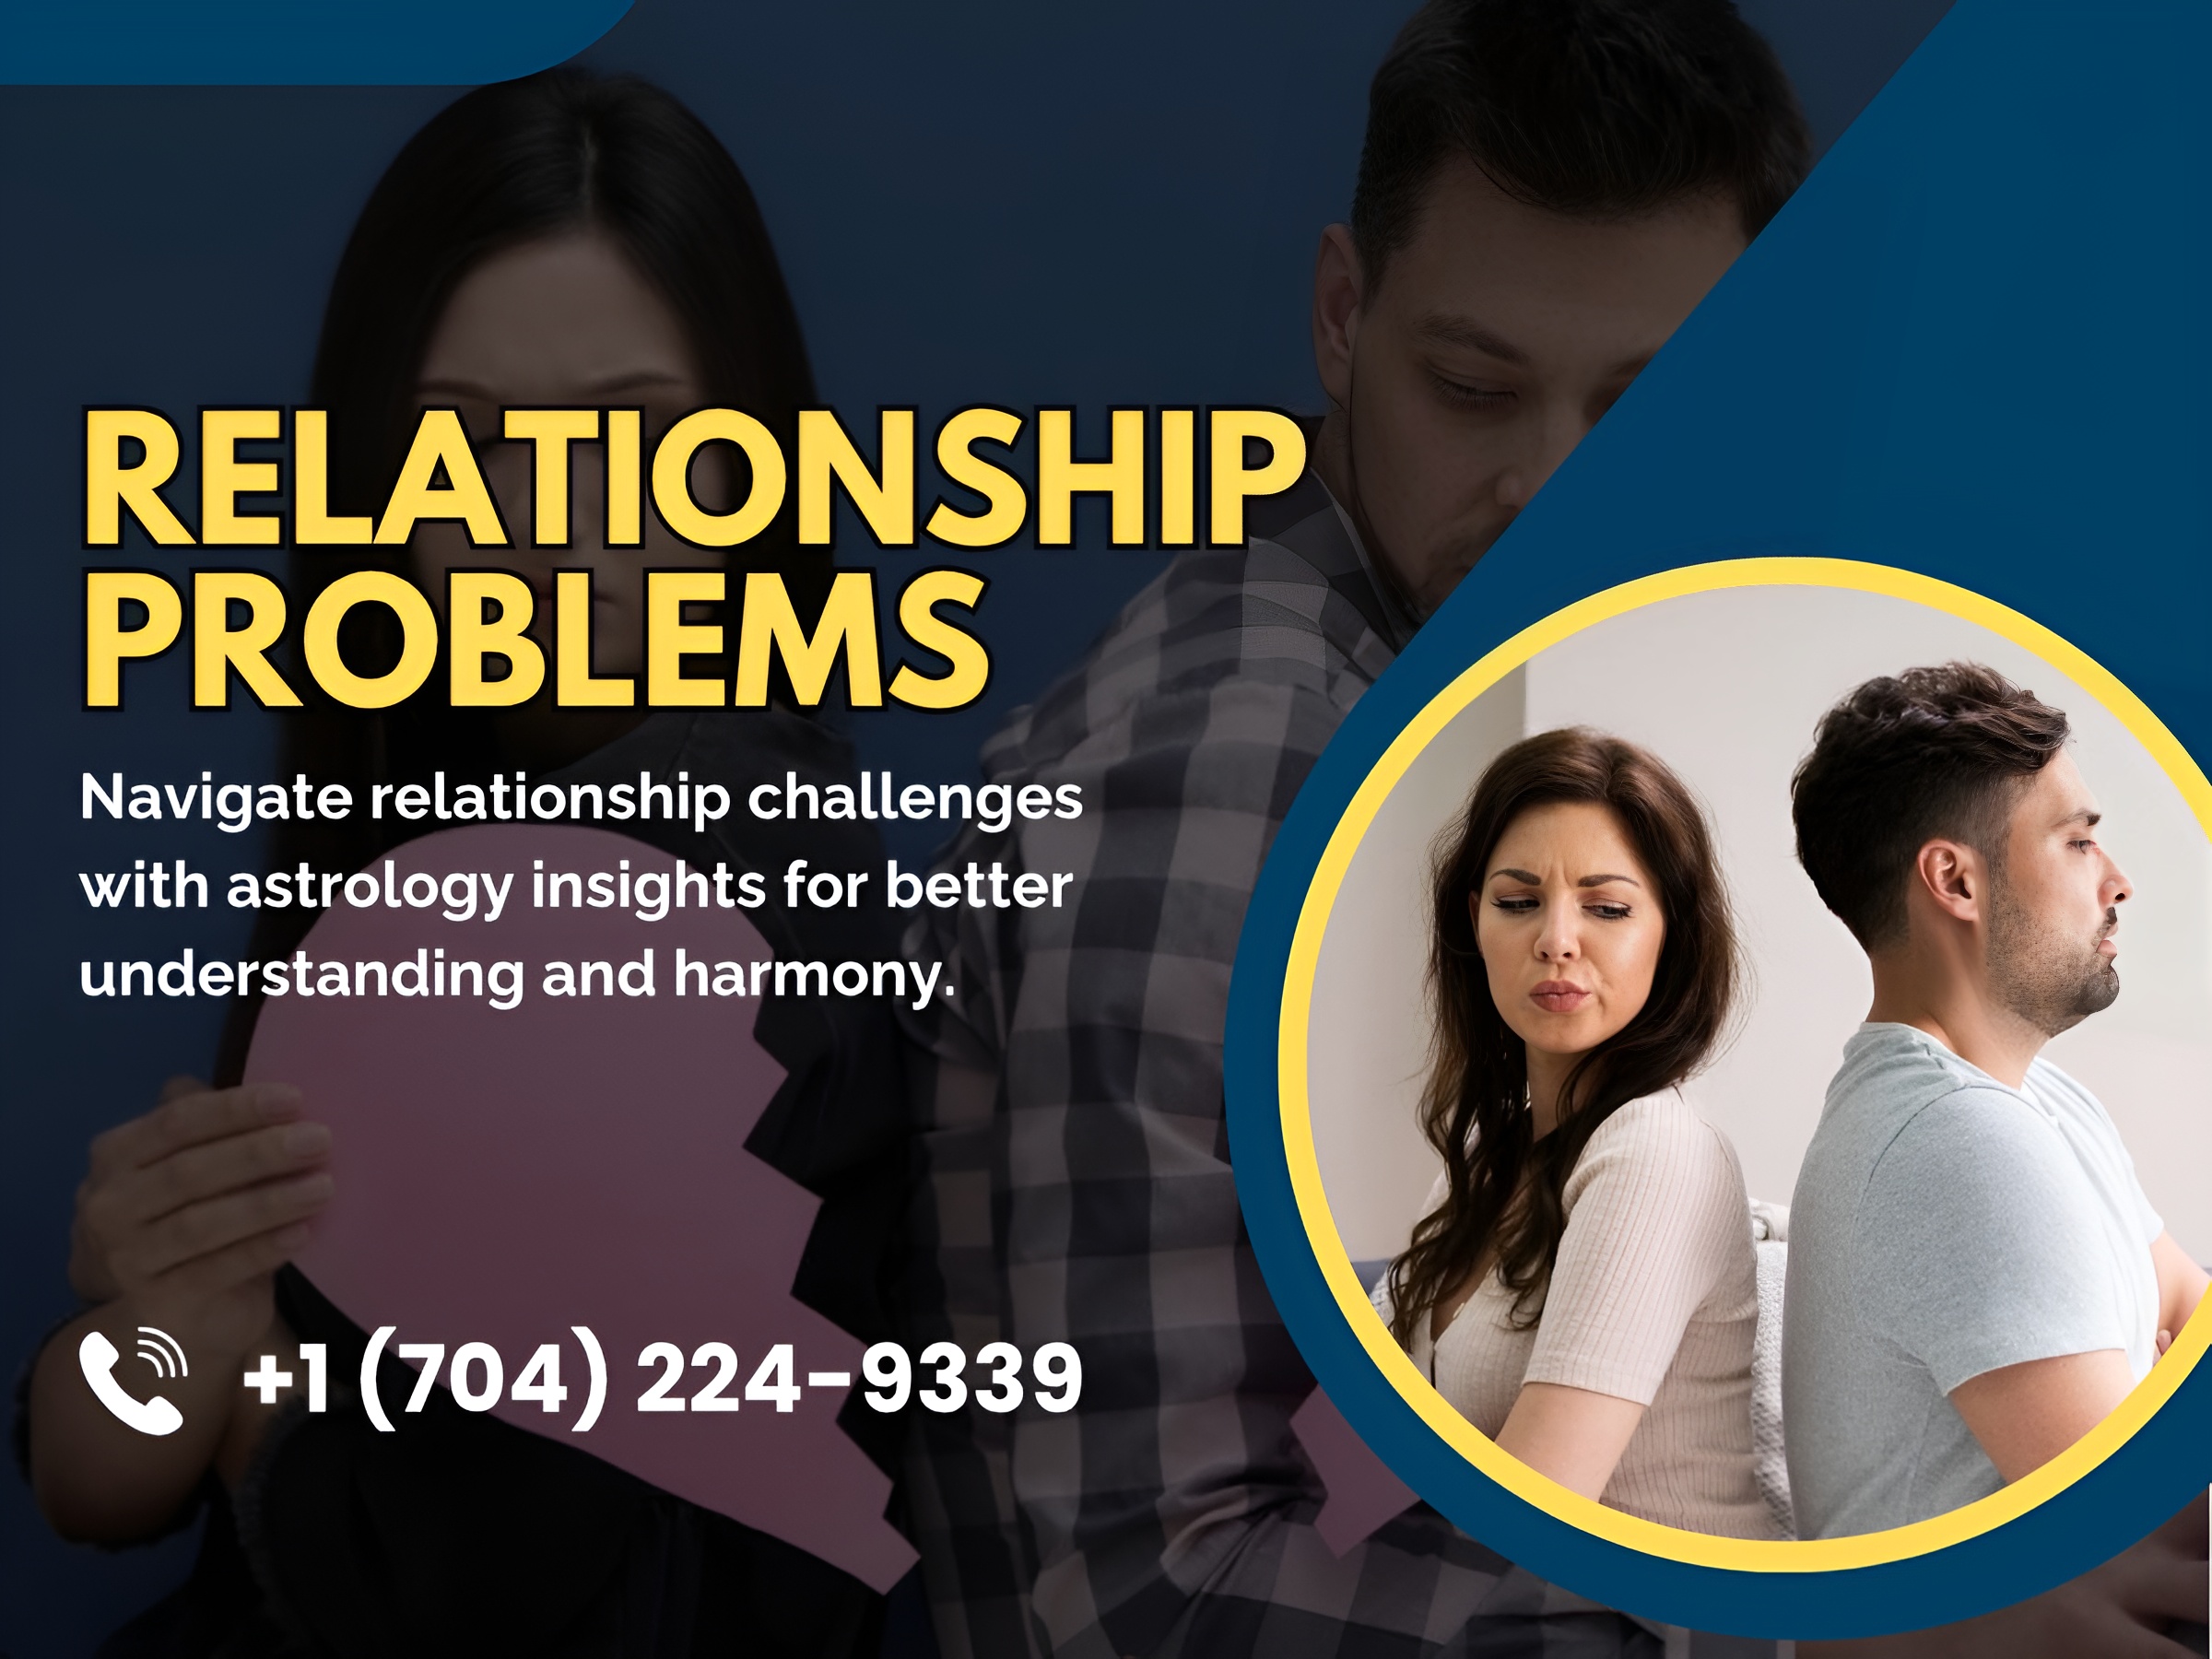 RELATIONSHIP
PROBLEMS
Navigate relationship challenges
with astrology insights for better
understanding and harmony.
+1 (704) 224-9339